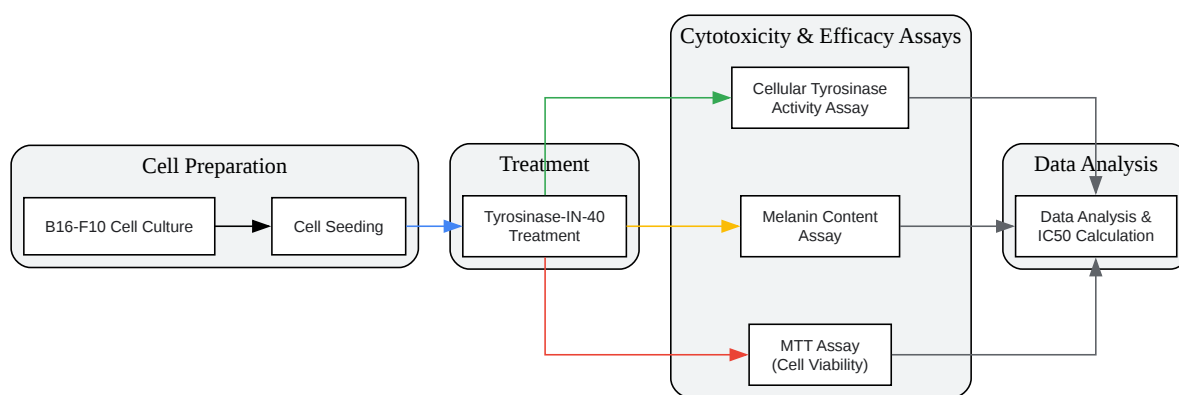 Cytotoxicity & Efficacy Assays
Cellular Tyrosinase
Activity Assay
Cell Preparation
Treatment
Data Analysis
B16-F10 Cell Culture
Cell Seeding
Tyrosinase-IN-40
Treatment
Melanin Content
Assay
Data Analysis &
IC50 Calculation
MTT Assay
(Cell Viability)